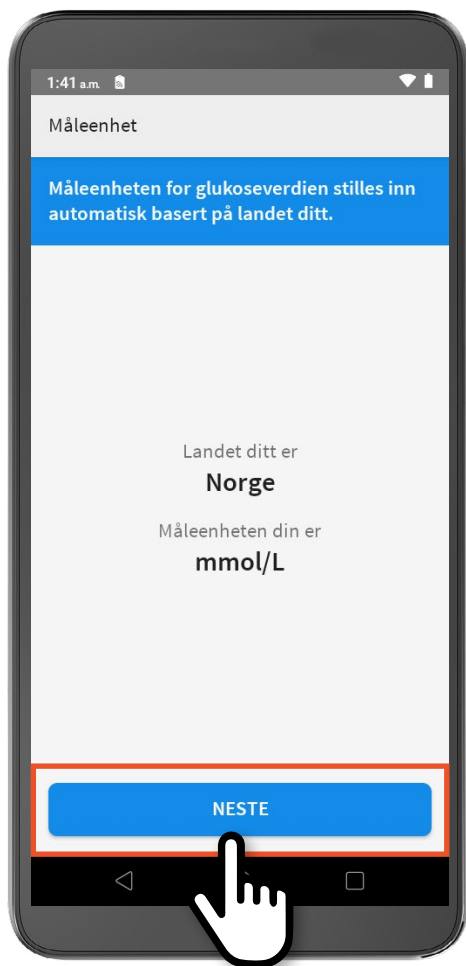 1:41 a.m.
Måleenhet
Måleenheten for glukoseverdien stilles inn
automatisk basert på landet ditt.
Landet ditt er
Norge
Måleenheten din er
mmol/L
NESTE